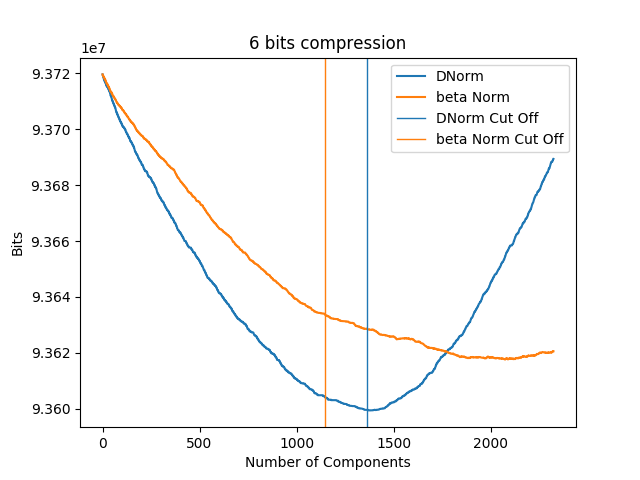 6 bits compression
1e7
9.372
9.370
9.368
9.366
9.364
9.362
9.360
Bits
0
500
1000
1500
2000
Number of Components
DNorm
beta Norm
DNorm Cut Off
beta Norm Cut Off